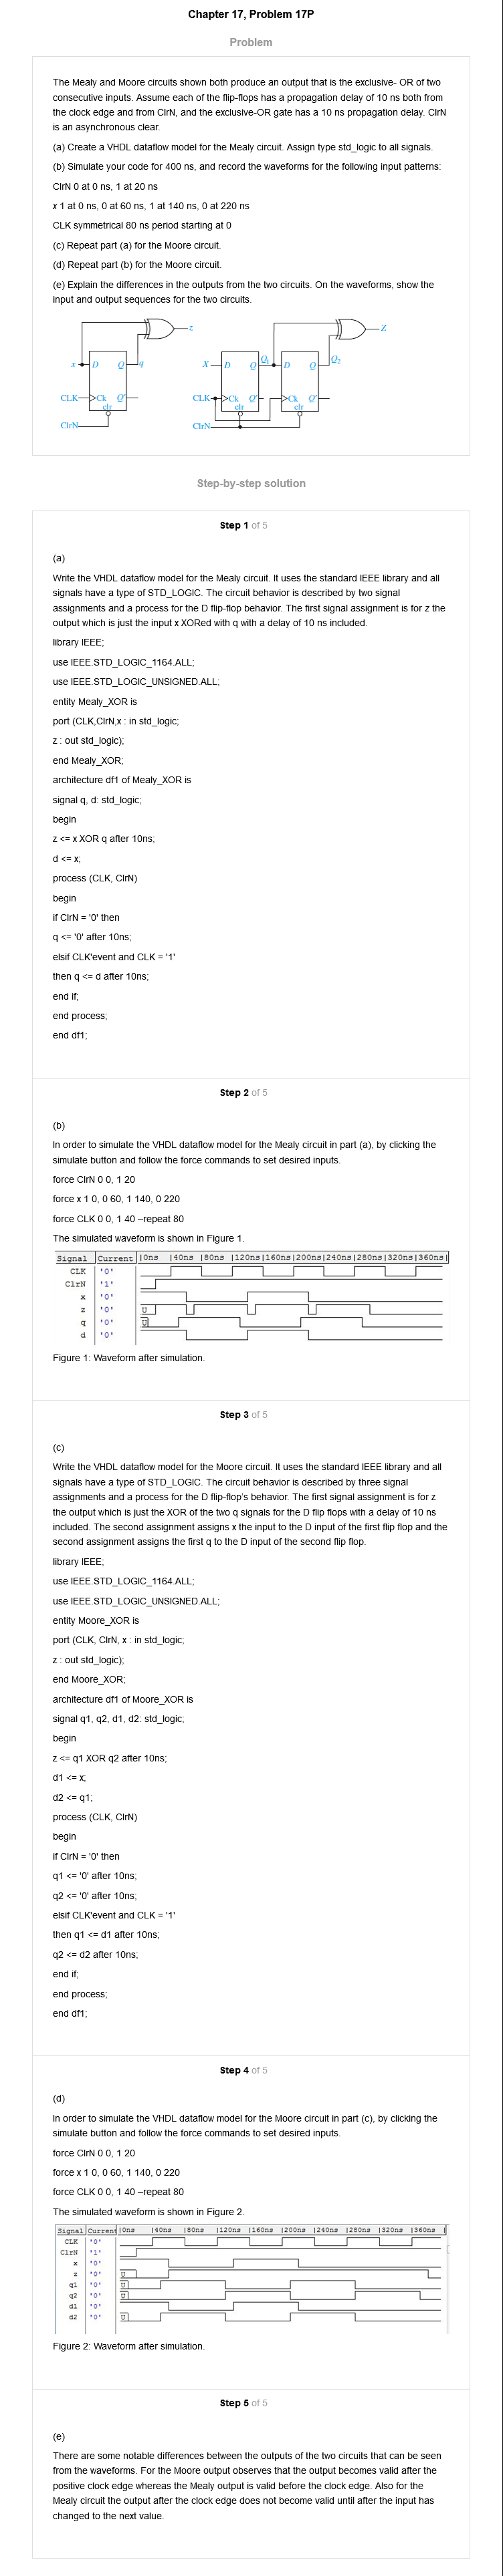 Chapter 17, Problem 17P
Problem
The Mealy and Moore circuits shown both produce an output that is the exclusive- OR of two
consecutive inputs. Assume each of the flip-flops has a propagation delay of 10 ns both from
the clock edge and from ClrN, and the exclusive-OR gate has a 10 ns propagation delay. ClrN
is an asynchronous clear.
(a) Create a VHDL dataflow model for the Mealy circuit. Assign type std_logic to all signals.
(b) Simulate your code for 400 ns, and record the waveforms for the following input patterns:
ClrN 0 at 0 ns, 1 at 20 ns
x 1 at 0 ns, 0 at 60 ns, 1 at 140 ns, 0 at 220 ns
CLK symmetrical 80 ns period starting at 0
(c) Repeat part (a) for the Moore circuit.
(d) Repeat part (b) for the Moore circuit.
(e) Explain the differences in the outputs from the two circuits. On the waveforms, show the
input and output sequences for the two circuits.
z Z
x D Q q X D Q Q1 D Q Q2
CLK Ck Q' CLK Ck Q' Ck Q'
clr clr clr
ClrN ClrN
Step-by-step solution
Step 1 of 5
(a)
Write the VHDL dataflow model for the Mealy circuit. It uses the standard IEEE library and all
signals have a type of STD_LOGIC. The circuit behavior is described by two signal
assignments and a process for the D flip-flop behavior. The first signal assignment is for z the
output which is just the input x XORed with q with a delay of 10 ns included.
library IEEE;
use IEEE.STD_LOGIC_1164.ALL;
use IEEE.STD_LOGIC_UNSIGNED.ALL;
entity Mealy_XOR is
port (CLK,ClrN,x : in std_logic;
z : out std_logic);
end Mealy_XOR;
architecture df1 of Mealy_XOR is
signal q, d: std_logic;
begin
z <= x XOR q after 10ns;
d <= x;
process (CLK, ClrN)
begin
if ClrN = '0' then
q <= '0' after 10ns;
elsif CLK'event and CLK = '1'
then q <= d after 10ns;
end if;
end process;
end df1;
Step 2 of 5
(b)
In order to simulate the VHDL dataflow model for the Mealy circuit in part (a), by clicking the
simulate button and follow the force commands to set desired inputs.
force ClrN 0 0, 1 20
force x 1 0, 0 60, 1 140, 0 220
force CLK 0 0, 1 40 –repeat 80
The simulated waveform is shown in Figure 1.
Signal Current |0ns |40ns |80ns |120ns|160ns|200ns|240ns|280ns|320ns|360ns|
CLK '0'
ClrN '1'
x '0'
z '0' U
q '0' U
d '0'
Figure 1: Waveform after simulation.
Step 3 of 5
(c)
Write the VHDL dataflow model for the Moore circuit. It uses the standard IEEE library and all
signals have a type of STD_LOGIC. The circuit behavior is described by three signal
assignments and a process for the D flip-flop's behavior. The first signal assignment is for z
the output which is just the XOR of the two q signals for the D flip flops with a delay of 10 ns
included. The second assignment assigns x the input to the D input of the first flip flop and the
second assignment assigns the first q to the D input of the second flip flop.
library IEEE;
use IEEE.STD_LOGIC_1164.ALL;
use IEEE.STD_LOGIC_UNSIGNED.ALL;
entity Moore_XOR is
port (CLK, ClrN, x : in std_logic;
z : out std_logic);
end Moore_XOR;
architecture df1 of Moore_XOR is
signal q1, q2, d1, d2: std_logic;
begin
z <= q1 XOR q2 after 10ns;
d1 <= x;
d2 <= q1;
process (CLK, ClrN)
begin
if ClrN = '0' then
q1 <= '0' after 10ns;
q2 <= '0' after 10ns;
elsif CLK'event and CLK = '1'
then q1 <= d1 after 10ns;
q2 <= d2 after 10ns;
end if;
end process;
end df1;
Step 4 of 5
(d)
In order to simulate the VHDL dataflow model for the Moore circuit in part (c), by clicking the
simulate button and follow the force commands to set desired inputs.
force ClrN 0 0, 1 20
force x 1 0, 0 60, 1 140, 0 220
force CLK 0 0, 1 40 –repeat 80
The simulated waveform is shown in Figure 2.
Signal Current |0ns |40ns |80ns |120ns |160ns |200ns |240ns |280ns |320ns |360ns |
CLK '0'
ClrN '1'
x '0'
z '0' U
q1 '0' U
q2 '0' U
d1 '0'
d2 '0' U
Figure 2: Waveform after simulation.
Step 5 of 5
(e)
There are some notable differences between the outputs of the two circuits that can be seen
from the waveforms. For the Moore output observes that the output becomes valid after the
positive clock edge whereas the Mealy output is valid before the clock edge. Also for the
Mealy circuit the output after the clock edge does not become valid until after the input has
changed to the next value.